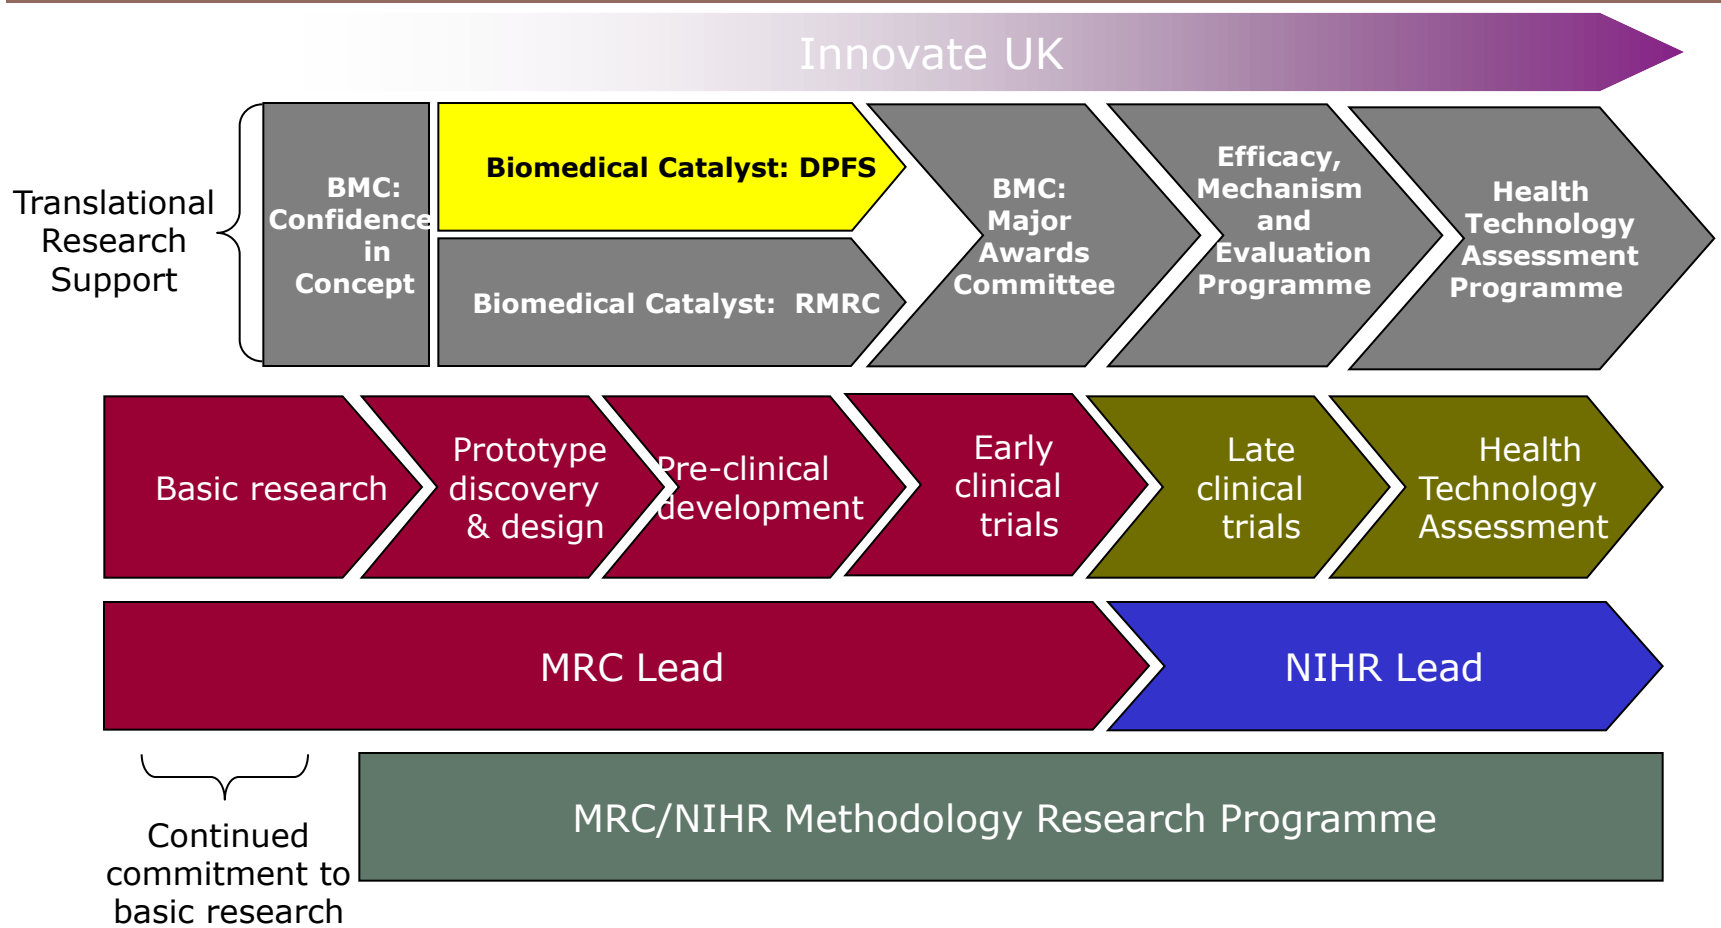 Innovate UK
Translational
Research
Support
BMC:
Confidence
in
Concept
Biomedical Catalyst: DPFS
Biomedical Catalyst: RMRC
BMC:
Major
Awards
Committee
Efficacy,
Mechanism
and
Evaluation
Programme
Health
Technology
Assessment
Programme
Basic research
Prototype
discovery
& design
Pre-clinical
development
Early
clinical
trials
Late
clinical
trials
Health
Technology
Assessment
MRC Lead
NIHR Lead
Continued
commitment to
basic research
MRC/NIHR Methodology Research Programme